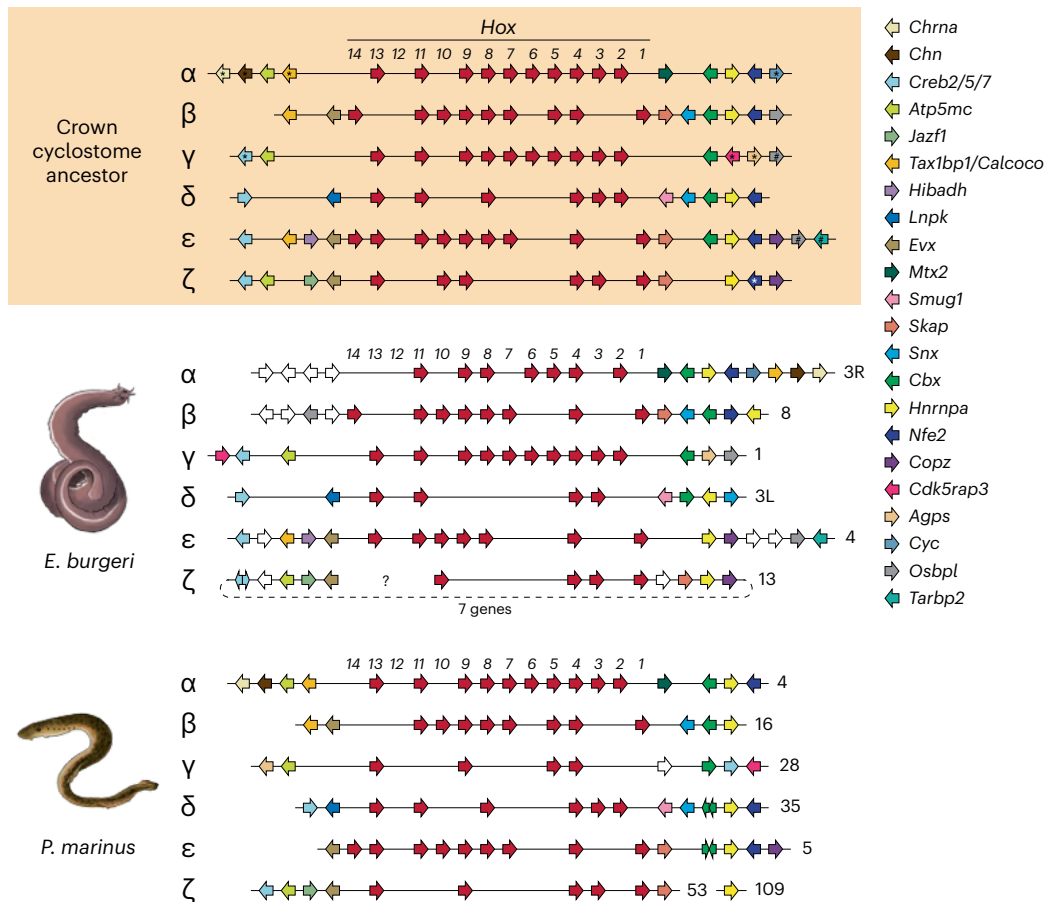 Hox
14 13 12 11 10 9 8 7 6 5 4 3 2 1
α
β
γ
δ
ε
ζ
Crown
cyclostome
ancestor
* * * *
* * * #
# #
*
14 13 12 11 10 9 8 7 6 5 4 3 2 1
α 3R
β 8
γ 1
δ 3L
ε 4
ζ ? 13
7 genes
E. burgeri
14 13 12 11 10 9 8 7 6 5 4 3 2 1
α 4
β 16
γ 28
δ 35
ε 5
ζ 53 109
P. marinus
Chrna
Chn
Creb2/5/7
Atp5mc
Jazf1
Tax1bp1/Calcoco
Hibadh
Lnpk
Evx
Mtx2
Smug1
Skap
Snx
Cbx
Hnrnpa
Nfe2
Copz
Cdk5rap3
Agps
Cyc
Osbpl
Tarbp2